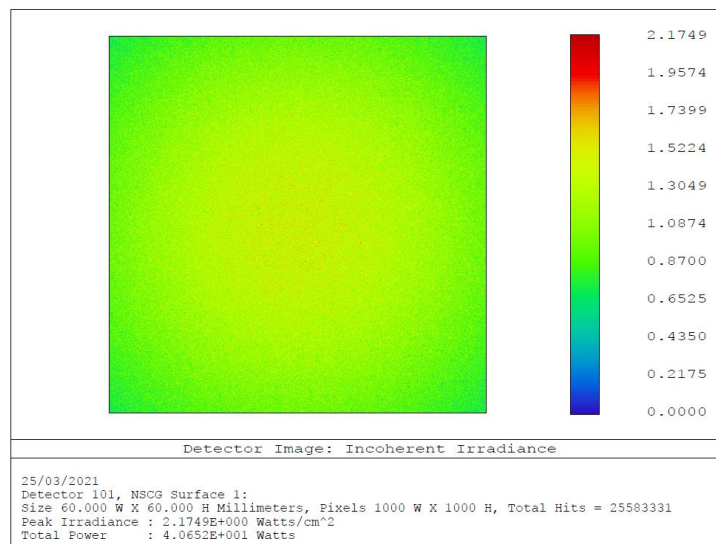 2.1749
1.9574
1.7399
1.5224
1.3049
1.0874
0.8700
0.6525
0.4350
0.2175
0.0000
Detector Image: Incoherent Irradiance
25/03/2021
Detector 101, NSCG Surface 1:
Size 60.000 W X 60.000 H Millimeters, Pixels 1000 W X 1000 H, Total Hits = 25583331
Peak Irradiance : 2.1749E+000 Watts/cm^2
Total Power : 4.0652E+001 Watts